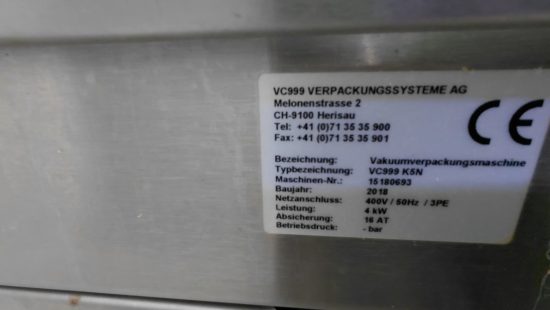 VC999 VERPACKUNGSSYSTEME AG
Melonenstrasse 2
CH-9100 Herisau
Tel: +41 (0)71 35 35 900
Fax: +41 (0)71 35 35 901
CE
Bezeichnung: Vakuumverpackungsmaschine
Typbezeichnung: VC999 K5N
Maschinen-Nr.: 15180693
Baujahr: 2018
Netzanschluss: 400V / 50Hz / 3PE
Leistung: 4 kW
Absicherung: 16 AT
Betriebsdruck: - bar